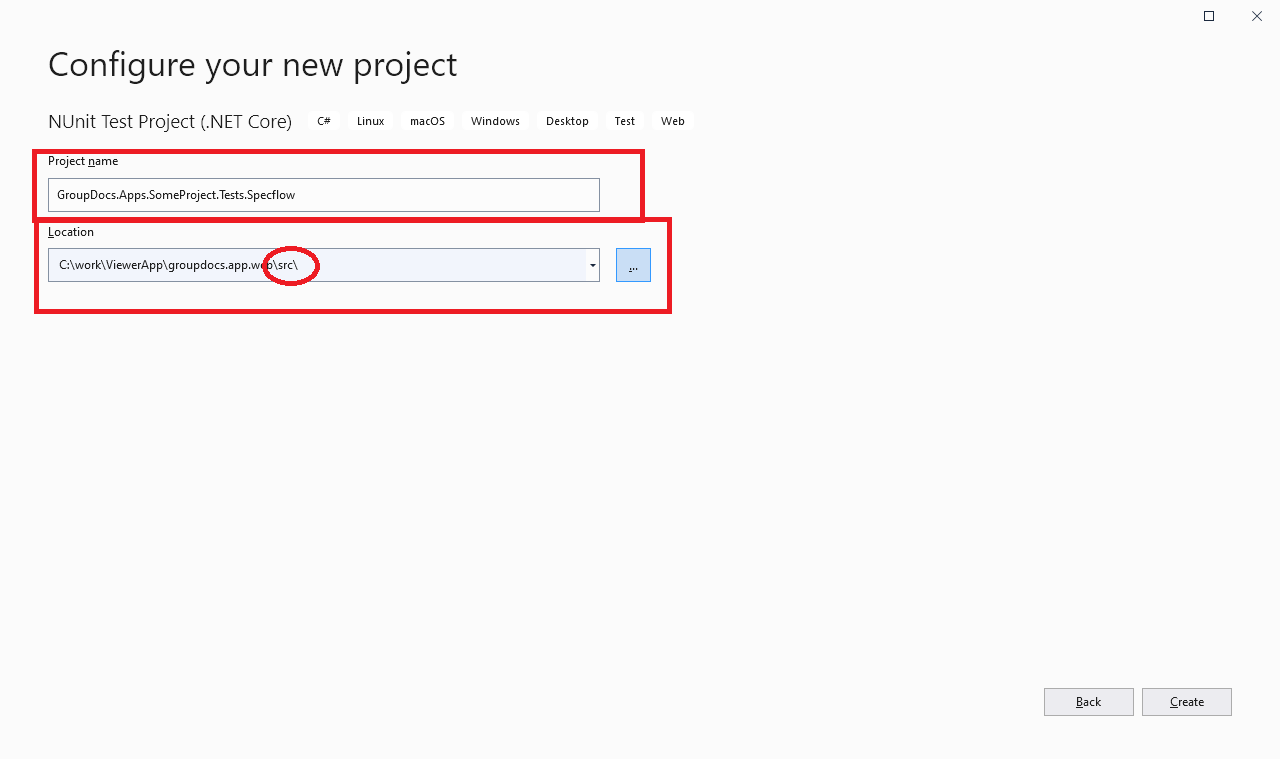 Configure your new project
NUnit Test Project (.NET Core) C# Linux macOS Windows Desktop Test Web
Project name
GroupDocs.Apps.SomeProject.Tests.Specflow
Location
C:\work\ViewerApp\groupdocs.app.web\src\
...
Back Create